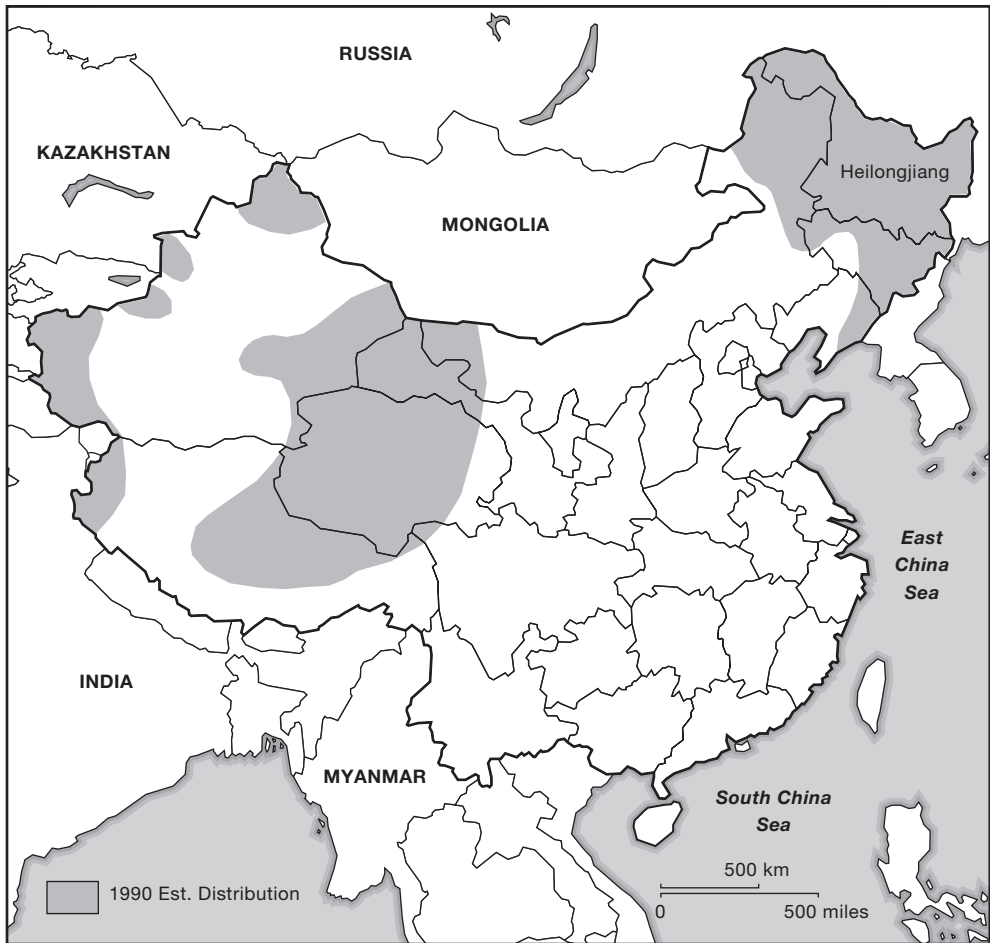 RUSSIA
KAZAKHSTAN
Heilongjiang
MONGOLIA
East
China
Sea
INDIA
MYANMAR
South China
Sea
500 km
0 500 miles
1990 Est. Distribution